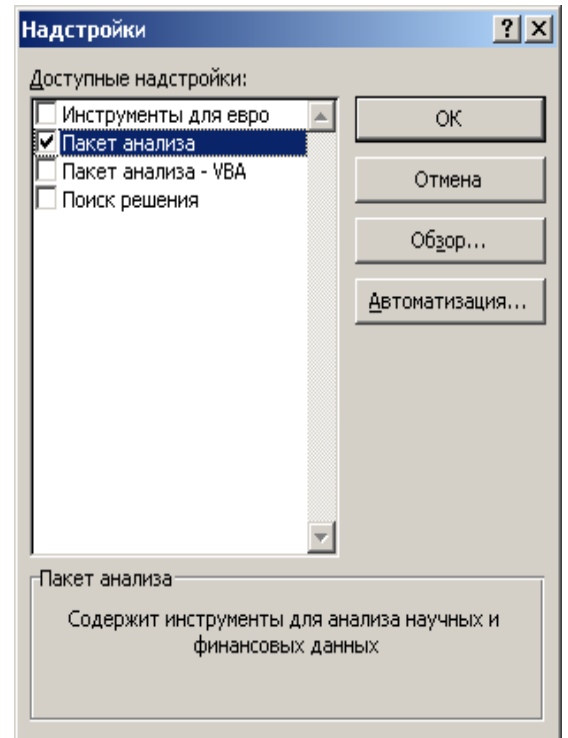 Надстройки
Доступные надстройки:
Инструменты для евро
Пакет анализа
Пакет анализа - VBA
Поиск решения
ОК
Отмена
Обзор...
Автоматизация...
Пакет анализа
Содержит инструменты для анализа научных и
финансовых данных